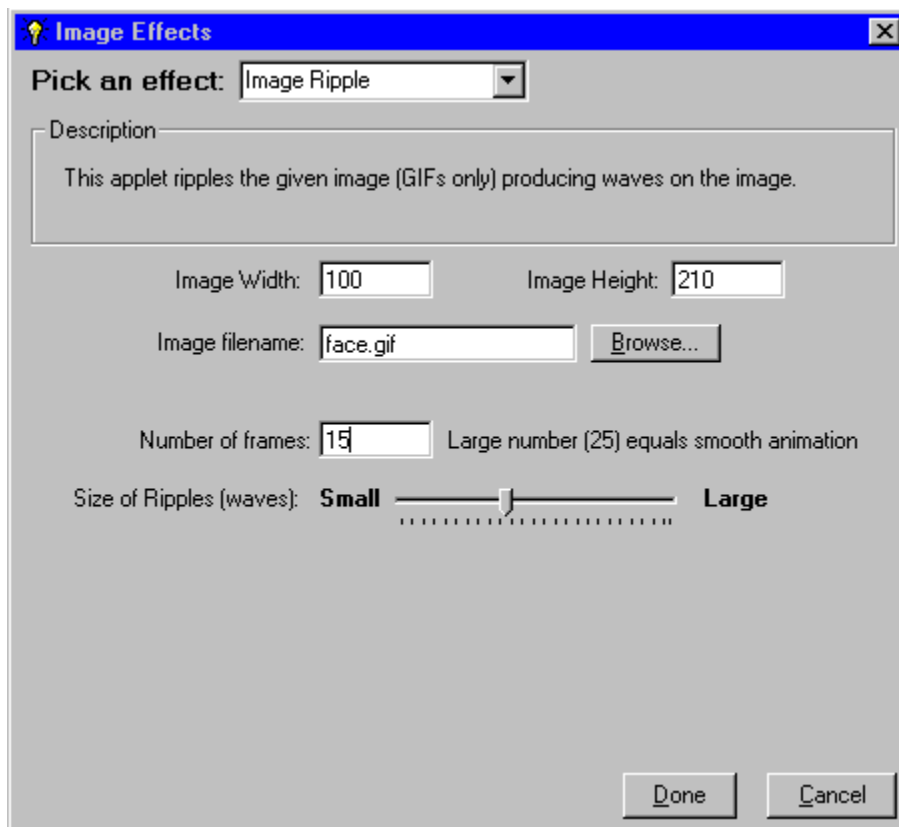 Image Effects
Pick an effect: Image Ripple
Description
This applet ripples the given image (GIFs only) producing waves on the image.
Image Width: 100 Image Height: 210
Image filename: face.gif Browse...
Number of frames: 15 Large number (25) equals smooth animation
Size of Ripples (waves): Small Large
Done Cancel